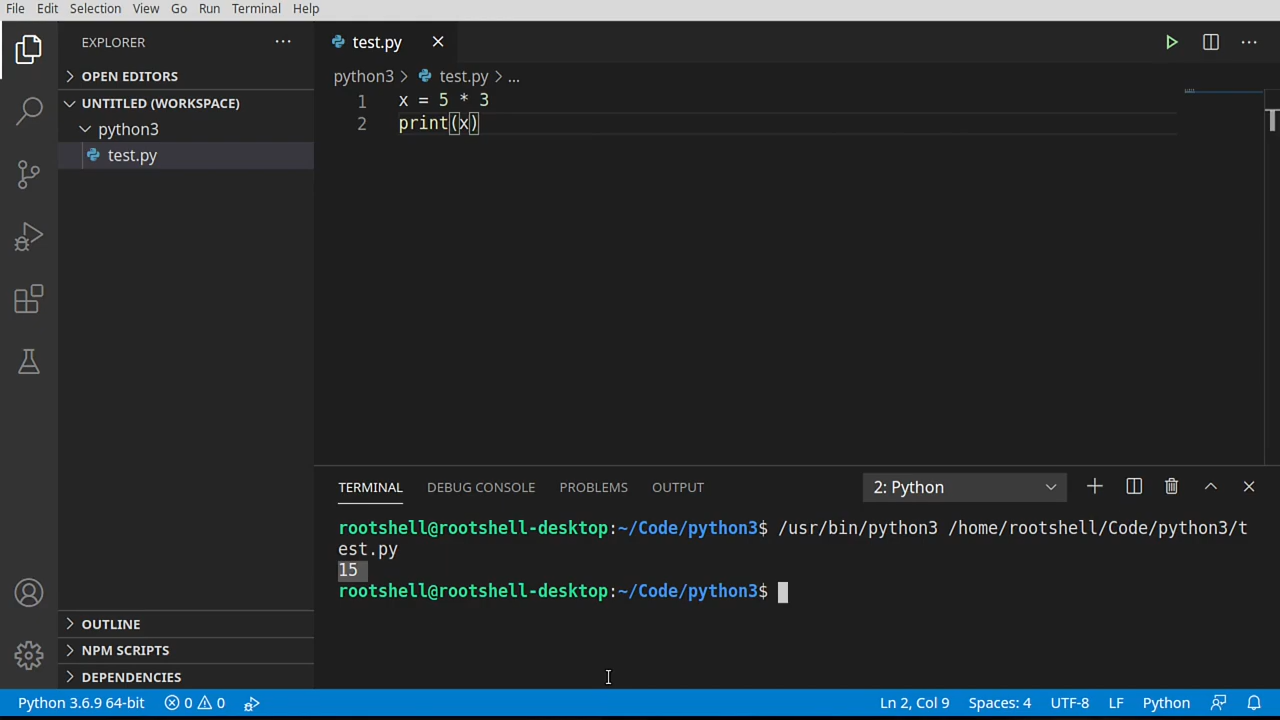 File Edit Selection View Go Run Terminal Help
EXPLORER
OPEN EDITORS
UNTITLED (WORKSPACE)
python3
test.py
OUTLINE
NPM SCRIPTS
DEPENDENCIES
test.py
python3 > test.py > ...
1 x = 5 * 3
2 print(x)
TERMINAL DEBUG CONSOLE PROBLEMS OUTPUT 2: Python
rootshell@rootshell-desktop:~/Code/python3$ /usr/bin/python3 /home/rootshell/Code/python3/t
est.py
15
rootshell@rootshell-desktop:~/Code/python3$
Python 3.6.9 64-bit 0 0 Ln 2, Col 9 Spaces: 4 UTF-8 LF Python